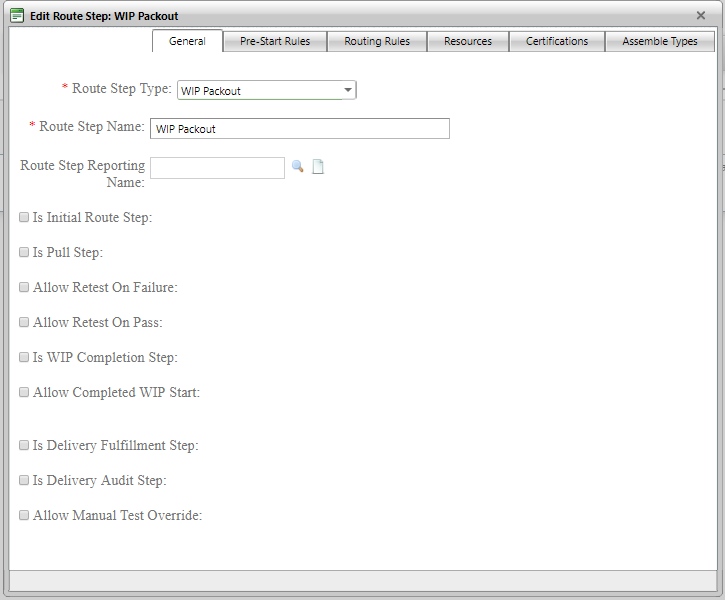 Edit Route Step: WIP Packout
General
Pre-Start Rules
Routing Rules
Resources
Certifications
Assemble Types
* Route Step Type:
WIP Packout
* Route Step Name:
WIP Packout
Route Step Reporting
Name:
Is Initial Route Step:
Is Pull Step:
Allow Retest On Failure:
Allow Retest On Pass:
Is WIP Completion Step:
Allow Completed WIP Start:
Is Delivery Fulfillment Step:
Is Delivery Audit Step:
Allow Manual Test Override: